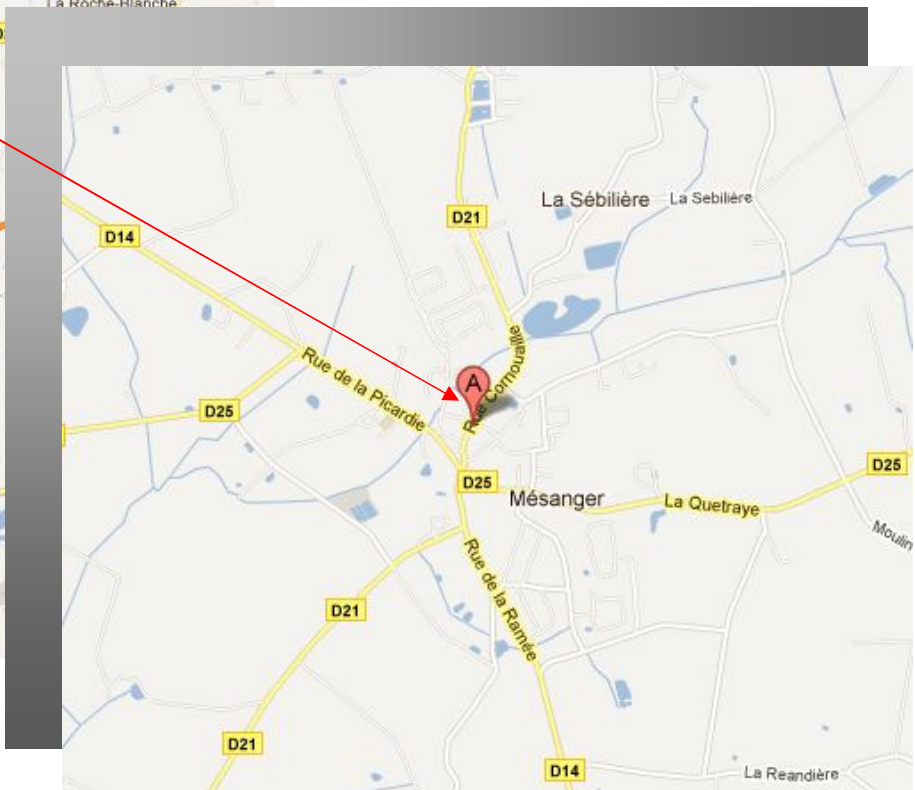 La Roche-Blanche
La Sébilière
La Sebilière
D21
D14
Rue Cornouaille
Rue de la Picardie
A
D25
D25
D25
Mésanger
La Quetraye
Moulin
Rue de la Ramée
D21
D21
D14
La Reandière